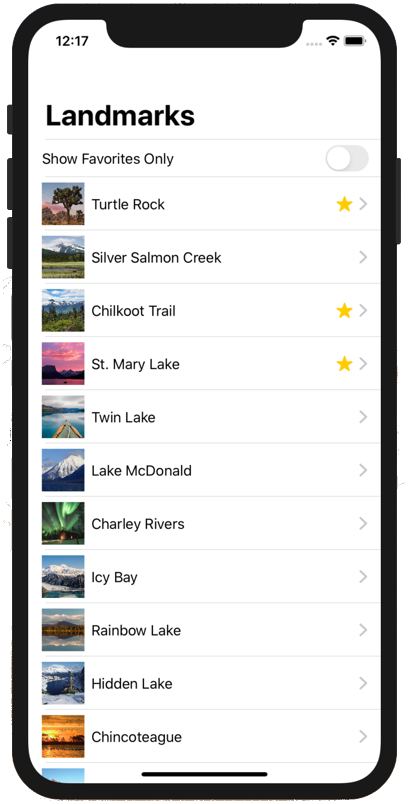 12:17
Landmarks
Show Favorites Only
Turtle Rock
Silver Salmon Creek
Chilkoot Trail
St. Mary Lake
Twin Lake
Lake McDonald
Charley Rivers
Icy Bay
Rainbow Lake
Hidden Lake
Chincoteague